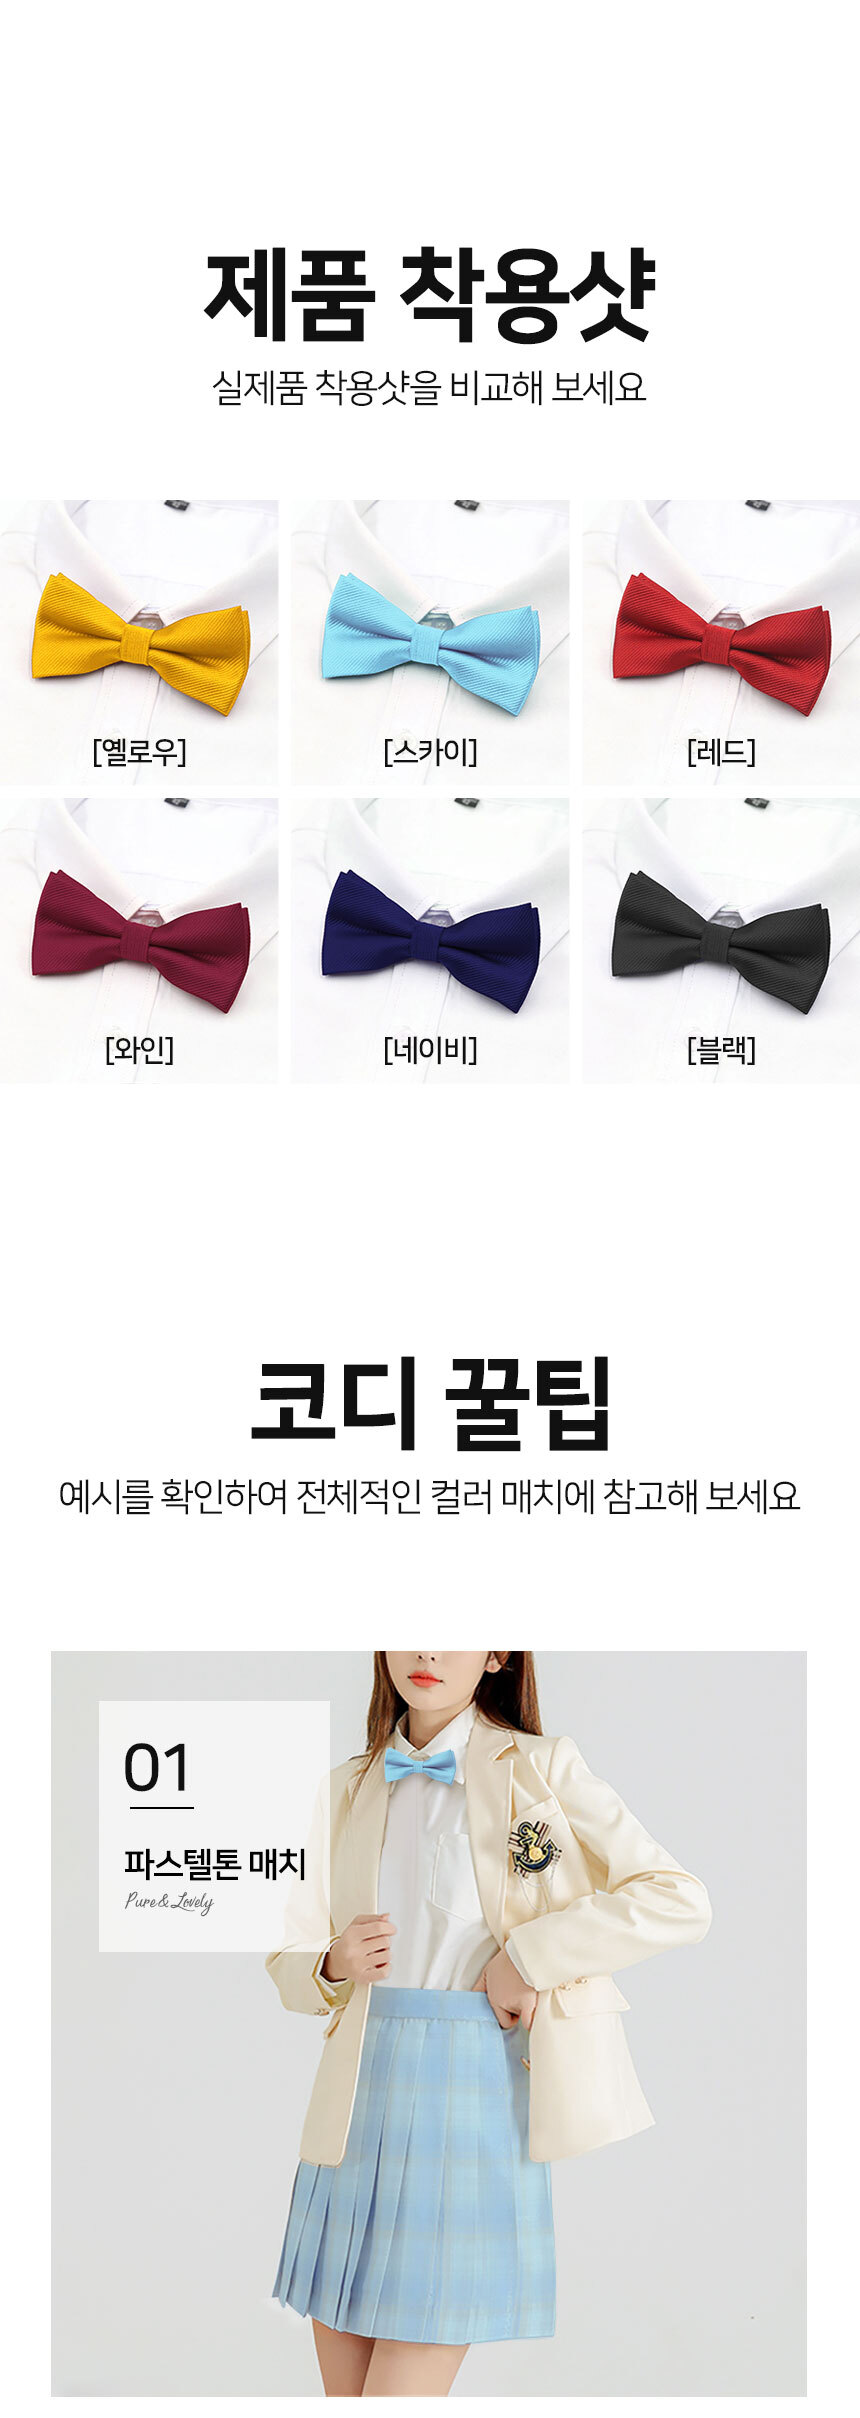 제품 착용샷
실제품 착용샷을 비교해 보세요
[옐로우]
[스카이]
[레드]
[와인]
[네이비]
[블랙]
코디 꿀팁
예시를 확인하여 전체적인 컬러 매치에 참고해 보세요
01
파스텔톤 매치
Pure & Lovely